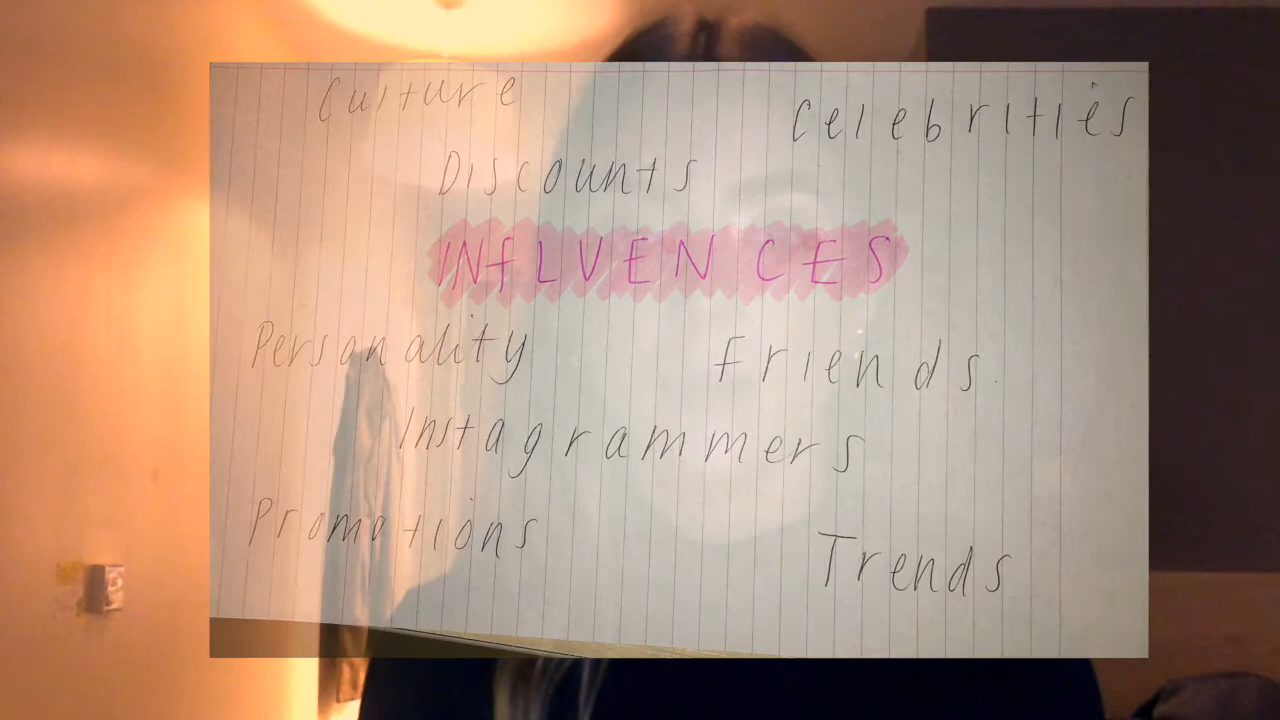 Culture
Celebrities
Discounts
INFLUENCES
Personality
Friends.
Instagrammers
Promotions
Trends